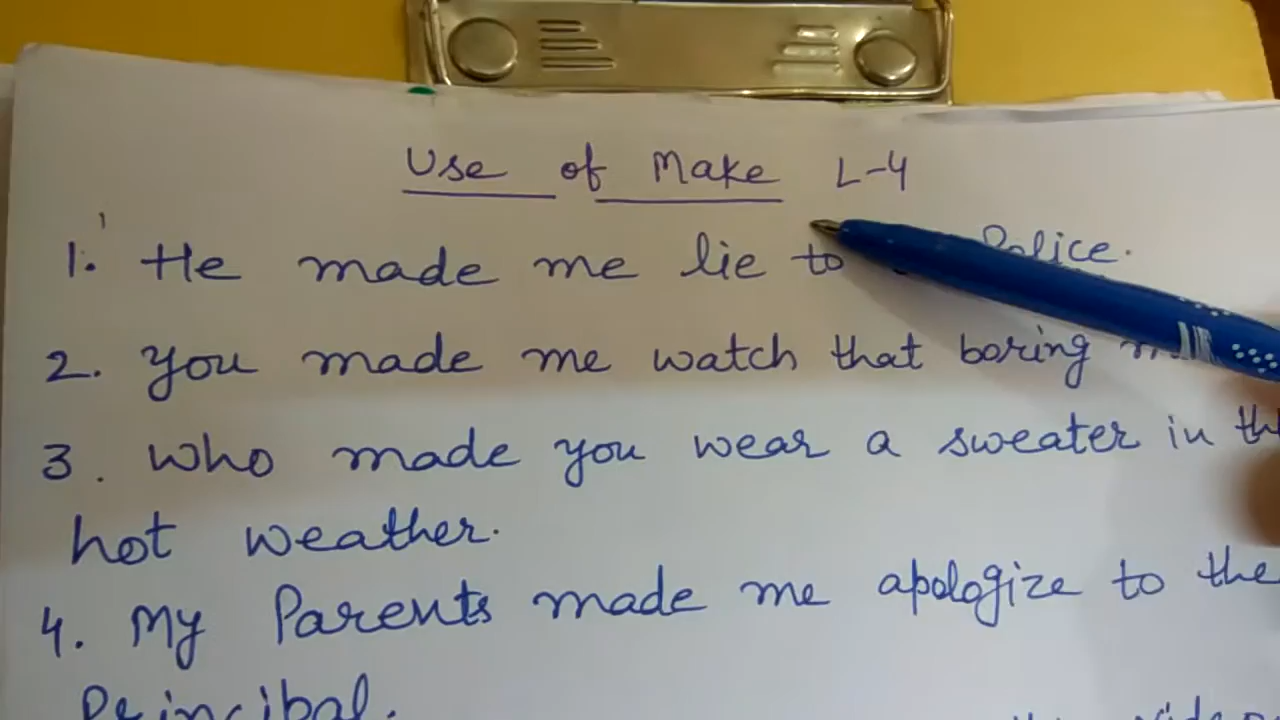 Use of Make L-4
1. He made me lie to Police.
2. You made me watch that boring
3. Who made you wear a sweater in
hot weather.
4. My Parents made me apologize to the
Principal.